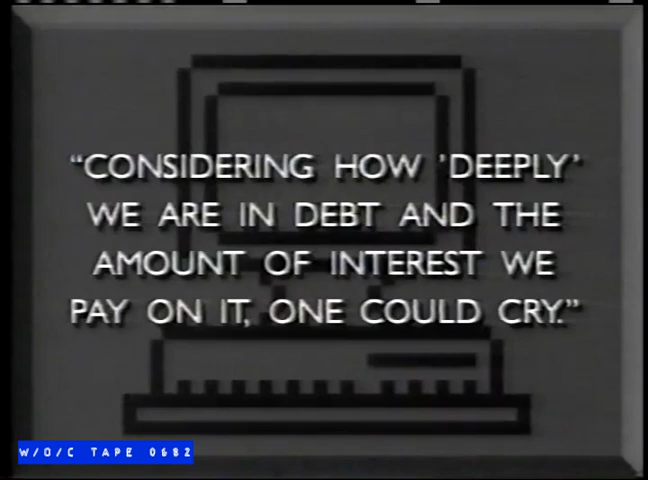 “CONSIDERING HOW ’DEEPLY’
WE ARE IN DEBT AND THE
AMOUNT OF INTEREST WE
PAY ON IT, ONE COULD CRY.”
W/O/C TAPE 0682